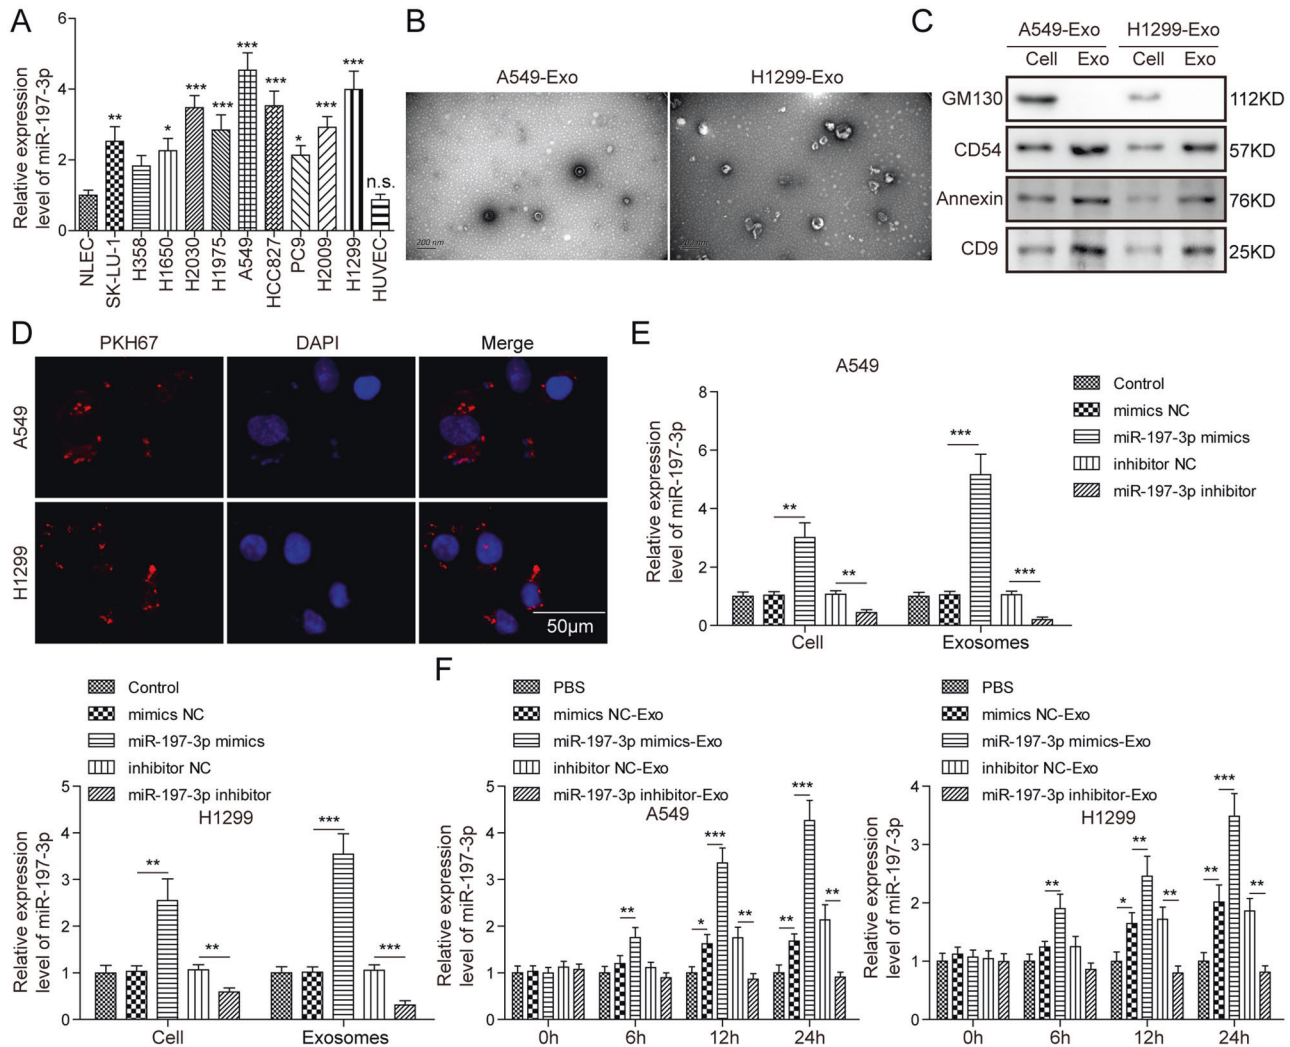 A
Relative expression
level of miR-197-3p
6
4
2
0
**
*
***
***
***
***
*
***
***
n.s.
NLEC
SK-LU-1
H358
H1650
H2030
H1975
A549
HCC827
PC9
H2009
H1299
HUVEC
B
A549-Exo
H1299-Exo
200 nm
C
A549-Exo
H1299-Exo
Cell
Exo
Cell
Exo
GM130
112KD
CD54
57KD
Annexin
76KD
CD9
25KD
D
PKH67
DAPI
Merge
A549
H1299
50μm
E
A549
Relative expression
level of miR-197-3p
8
6
4
2
0
**
**
***
***
Cell
Exosomes
Control
mimics NC
miR-197-3p mimics
inhibitor NC
miR-197-3p inhibitor
Control
mimics NC
miR-197-3p mimics
inhibitor NC
miR-197-3p inhibitor
H1299
Relative expression
level of miR-197-3p
5
4
3
2
1
0
**
**
***
***
Cell
Exosomes
F
PBS
mimics NC-Exo
miR-197-3p mimics-Exo
inhibitor NC-Exo
miR-197-3p inhibitor-Exo
A549
Relative expression
level of miR-197-3p
5
4
3
2
1
0
**
*
***
**
**
***
**
0h
6h
12h
24h
PBS
mimics NC-Exo
miR-197-3p mimics-Exo
inhibitor NC-Exo
miR-197-3p inhibitor-Exo
H1299
Relative expression
level of miR-197-3p
4
3
2
1
0
**
*
**
**
**
***
**
0h
6h
12h
24h